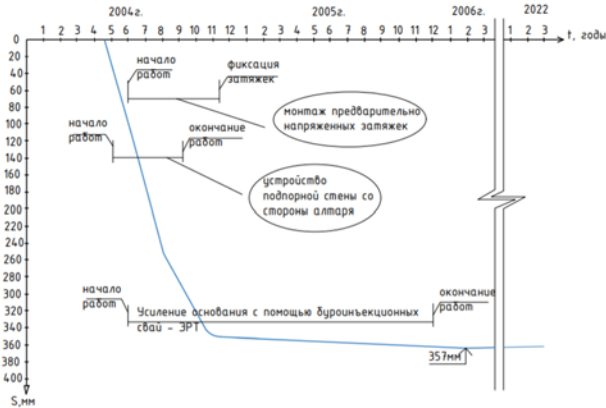 2004г. 2005г. 2006г. 2022
1 2 3 4 5 6 7 8 9 10 11 12 1 2 3 4 5 6 7 8 9 10 11 12 1 2 3 1 2 3 t, годы
0
20
40
60
80
100
120
140
160
180
200
220
240
260
280
300
320
340
360
380
400
S,мм
начало
работ
фиксация
затяжек
монтаж предварительно
напряженных затяжек
начало
работ
окончание
работ
устройство
подпорной стены со
стороны алтаря
начало
работ
Усиление основания с помощью буроинъекционных
свай - ЭРТ
окончание
работ
357мм